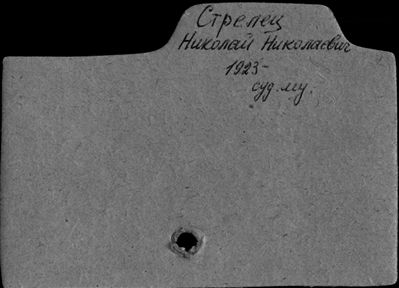 Стрелец
Николай Николаевич
1923-
суд. му.